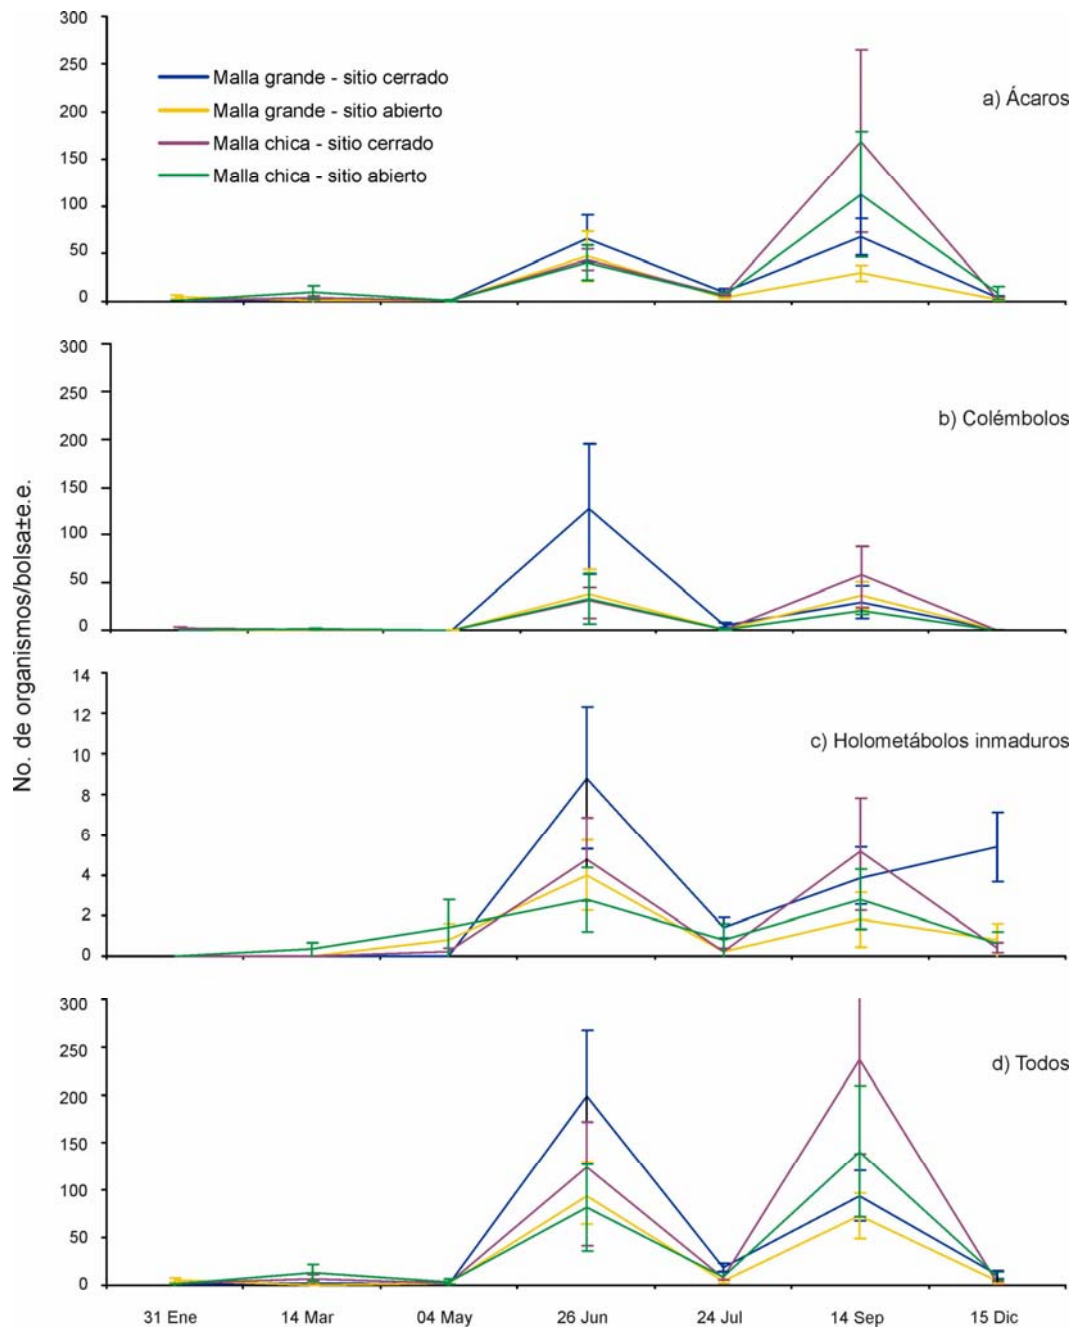 No. de organismos/bolsa±e.e.
300
250
200
150
100
50
0
Malla grande - sitio cerrado
Malla grande - sitio abierto
Malla chica - sitio cerrado
Malla chica - sitio abierto
a) Ácaros
300
250
200
150
100
50
0
b) Colémbolos
14
12
10
8
6
4
2
0
c) Holometábolos inmaduros
300
250
200
150
100
50
0
d) Todos
31 Ene 14 Mar 04 May 26 Jun 24 Jul 14 Sep 15 Dic